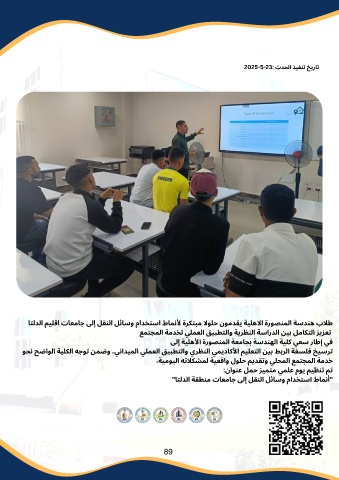 تاريخ تنفيذ الحدث :23-5-2025
طلاب هندسة المنصورة الاهلية يقدمون حلولا مبتكرة لأنماط استخدام وسائل النقل إلى جامعات اقليم الدلتا
تعزيز التكامل بين الدراسة النظرية والتطبيق العملي لخدمة المجتمع
في إطار سعي كلية الهندسة بجامعة المنصورة الأهلية إلى
ترسيخ فلسفة الربط بين التعليم الأكاديمي النظري والتطبيق العملي الميداني، وضمن توجه الكلية الواضح نحو
خدمة المجتمع المحلي وتقديم حلول واقعية لمشكلاته اليومية،
تم تنظيم يوم علمي متميز حمل عنوان:
"أنماط استخدام وسائل النقل إلى جامعات منطقة الدلتا"
89